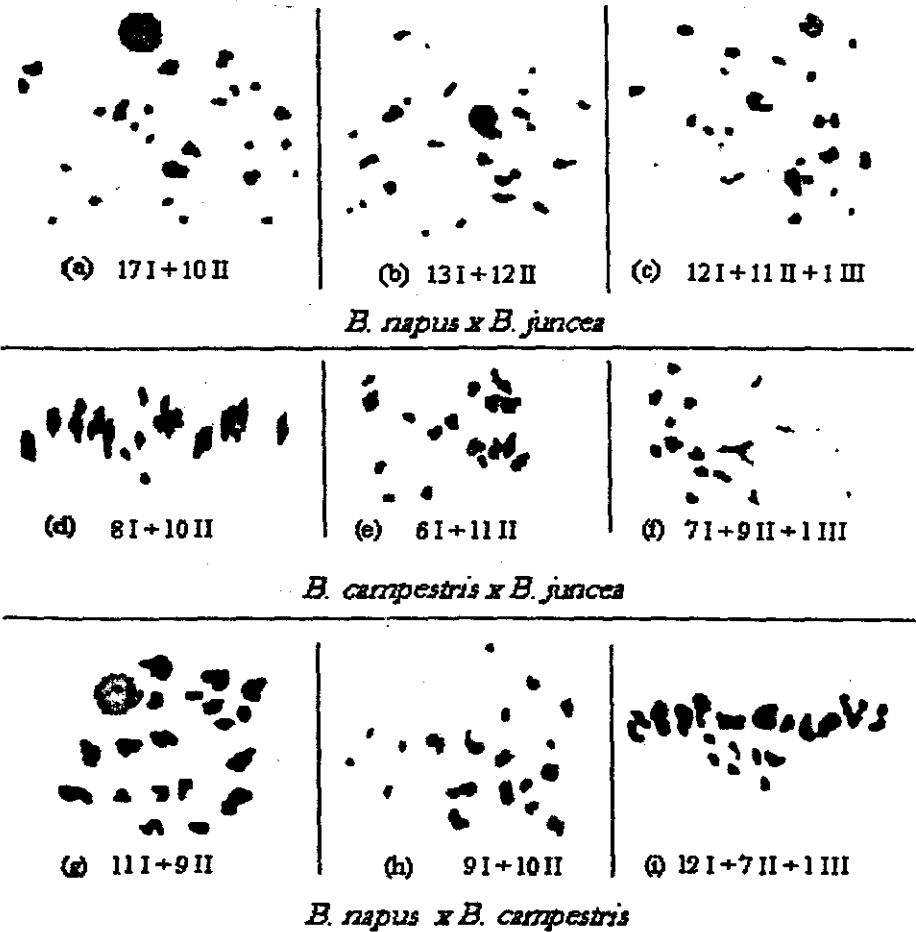 (a) 17 I + 10 II (b) 13 I + 12 II (c) 12 I + 11 II + 1 III
B. napus x B. juncea
(d) 8 I + 10 II (e) 6 I + 11 II (f) 7 I + 9 II + 1 III
B. campestris x B. juncea
(g) 11 I + 9 II (h) 9 I + 10 II (i) 12 I + 7 II + 1 III
B. napus x B. campestris